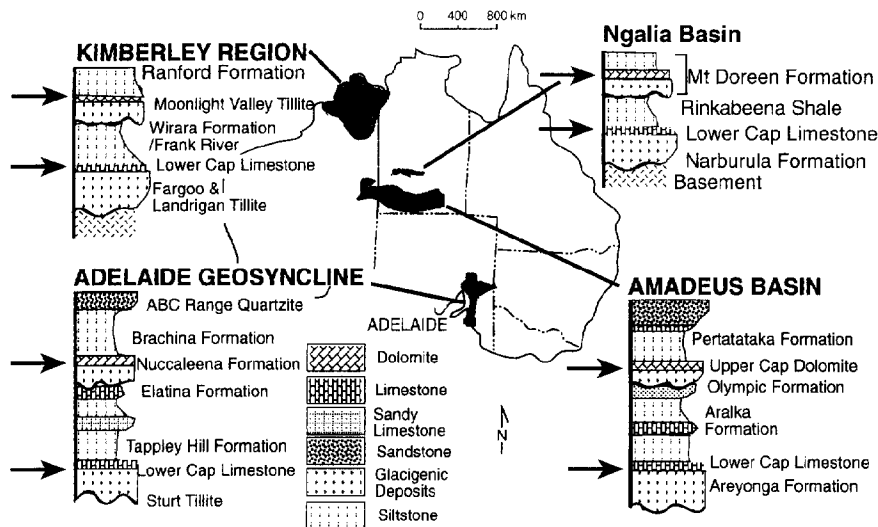 0 400 800 km
KIMBERLEY REGION
Ranford Formation
Moonlight Valley Tillite
Wirara Formation
/Frank River
Lower Cap Limestone
Fargoo &
Landrigan Tillite
Ngalia Basin
Mt Doreen Formation
Rinkabeena Shale
Lower Cap Limestone
Narburula Formation
Basement
ADELAIDE GEOSYNCLINE
ABC Range Quartzite
Brachina Formation
Nuccaleena Formation
Elatina Formation
Tappley Hill Formation
Lower Cap Limestone
Sturt Tillite
ADELAIDE
Dolomite
Limestone
Sandy
Limestone
Sandstone
Glacigenic
Deposits
Siltstone
N
AMADEUS BASIN
Pertatataka Formation
Upper Cap Dolomite
Olympic Formation
Aralka
Formation
Lower Cap Limestone
Areyonga Formation